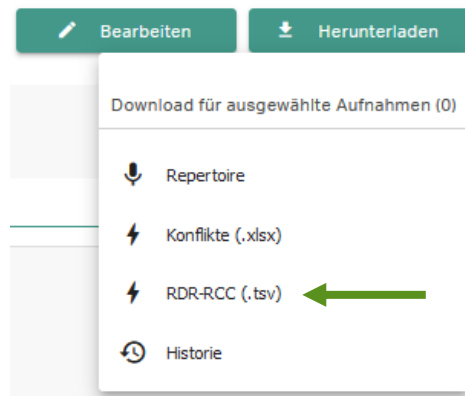 Bearbeiten
Herunterladen
Download für ausgewählte Aufnahmen (0)
Repertoire
Konflikte (.xlsx)
RDR-RCC (.tsv)
Historie